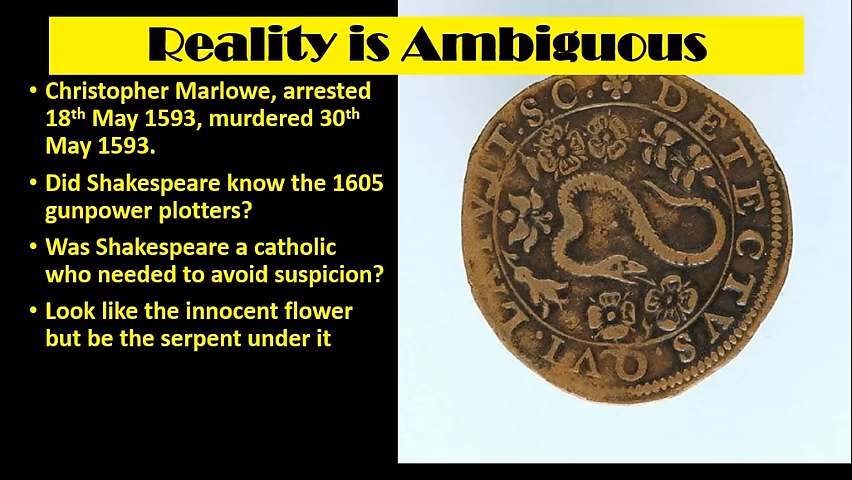 Reality is Ambiguous
• Christopher Marlowe, arrested
18th May 1593, murdered 30th
May 1593.
• Did Shakespeare know the 1605
gunpower plotters?
• Was Shakespeare a catholic
who needed to avoid suspicion?
• Look like the innocent flower
but be the serpent under it
DETECTVS · QVI · LATVIT · S · C ·